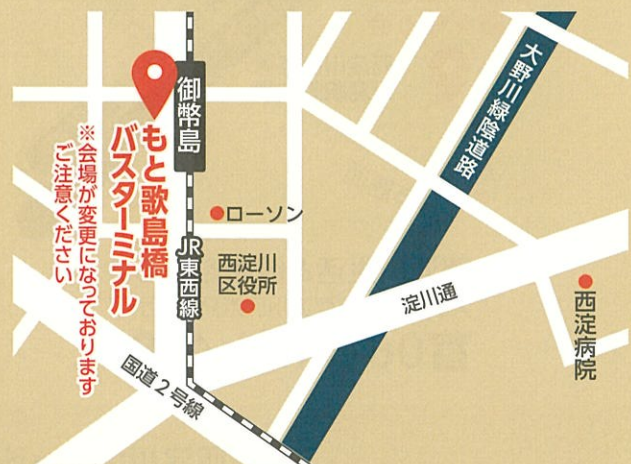 御幣島
もと歌島橋
バスターミナル
※会場が変更になっております
ご注意ください
大野川緑陰道路
ローソン
JR東西線
西淀川
区役所
淀川通
西淀病院
国道2号線